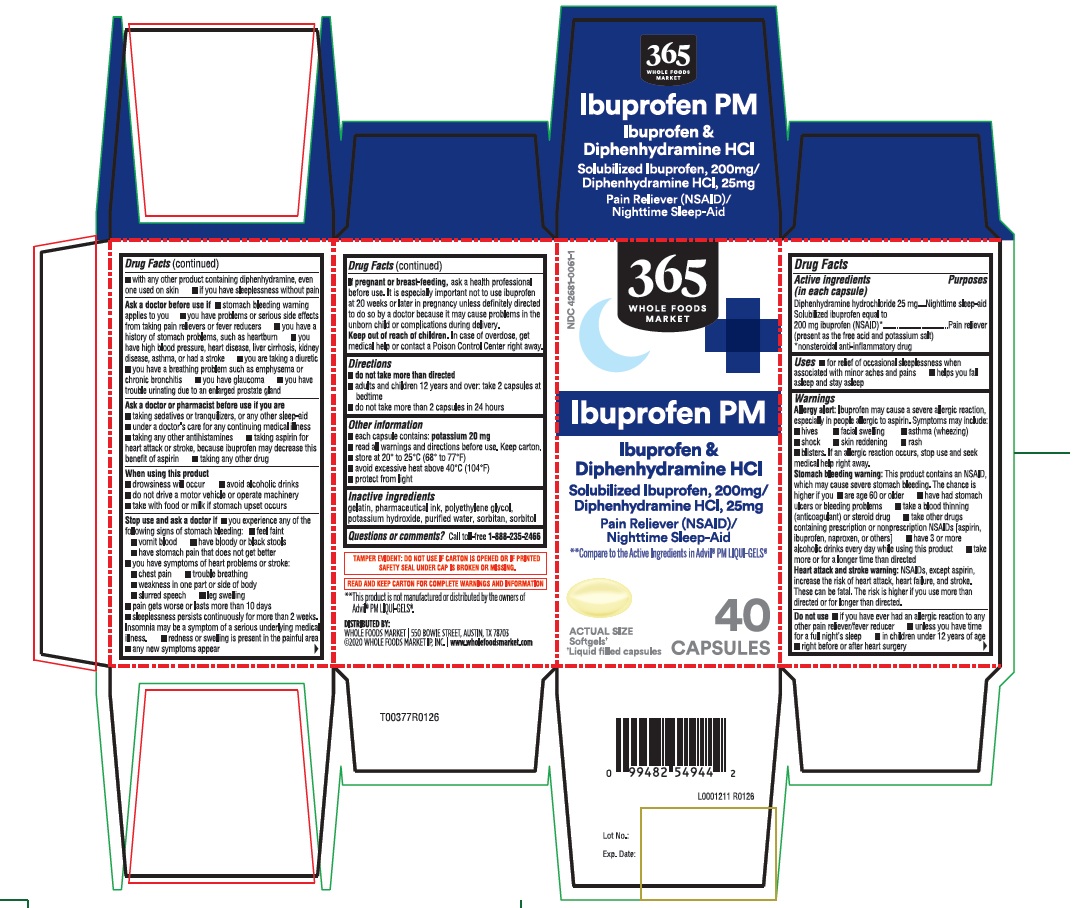 365
WHOLE FOODS
MARKET
Ibuprofen PM
Ibuprofen &
Diphenhydramine HCl
Solubilized Ibuprofen, 200mg/
Diphenhydramine HCl, 25mg
Pain Reliever (NSAID)/
Nighttime Sleep-Aid
Drug Facts (continued)
■ with any other product containing diphenhydramine, even
one used on skin ■ if you have sleeplessness without pain
Ask a doctor before use if ■ stomach bleeding warning
applies to you ■ you have problems or serious side effects
from taking pain relievers or fever reducers ■ you have a
history of stomach problems, such as heartburn ■ you
have high blood pressure, heart disease, liver cirrhosis, kidney
disease, asthma, or had a stroke ■ you are taking a diuretic
■ you have a breathing problem such as emphysema or
chronic bronchitis ■ you have glaucoma ■ you have
trouble urinating due to an enlarged prostate gland
Ask a doctor or pharmacist before use if you are
■ taking sedatives or tranquilizers, or any other sleep-aid
■ under a doctor's care for any continuing medical illness
■ taking any other antihistamines ■ taking aspirin for
heart attack or stroke, because ibuprofen may decrease this
benefit of aspirin ■ taking any other drug
When using this product
■ drowsiness will occur ■ avoid alcoholic drinks
■ do not drive a motor vehicle or operate machinery
■ take with food or milk if stomach upset occurs
Stop use and ask a doctor if ■ you experience any of the
following signs of stomach bleeding: ■ feel faint
■ vomit blood ■ have bloody or black stools
■ have stomach pain that does not get better
■ you have symptoms of heart problems or stroke:
■ chest pain ■ trouble breathing
■ weakness in one part or side of body
■ slurred speech ■ leg swelling
■ pain gets worse or lasts more than 10 days
■ sleeplessness persists continuously for more than 2 weeks.
Insomnia may be a symptom of a serious underlying medical
illness. ■ redness or swelling is present in the painful area
■ any new symptoms appear
Drug Facts (continued)
If pregnant or breast-feeding, ask a health professional
before use. It is especially important not to use ibuprofen
at 20 weeks or later in pregnancy unless definitely directed
to do so by a doctor because it may cause problems in the
unborn child or complications during delivery.
Keep out of reach of children. In case of overdose, get
medical help or contact a Poison Control Center right away.
Directions
■ do not take more than directed
■ adults and children 12 years and over: take 2 capsules at
bedtime
■ do not take more than 2 capsules in 24 hours
Other information
■ each capsule contains: potassium 20 mg
■ read all warnings and directions before use. Keep carton.
■ store at 20° to 25°C (68° to 77°F)
■ avoid excessive heat above 40°C (104°F)
■ protect from light
Inactive ingredients
gelatin, pharmaceutical ink, polyethylene glycol,
potassium hydroxide, purified water, sorbitan, sorbitol
Questions or comments? Call toll-free 1-888-235-2466
TAMPER EVIDENT: DO NOT USE IF CARTON IS OPENED OR IF PRINTED
SAFETY SEAL UNDER CAP IS BROKEN OR MISSING.
READ AND KEEP CARTON FOR COMPLETE WARNINGS AND INFORMATION
**This product is not manufactured or distributed by the owners of
Advil® PM LIQUI-GELS®.
DISTRIBUTED BY:
WHOLE FOODS MARKET | 550 BOWIE STREET, AUSTIN, TX 78703
©2020 WHOLE FOODS MARKET IP, INC. | www.wholefoodsmarket.com
T00377R0126
NDC 42681-0061-1
365
WHOLE FOODS
MARKET
Ibuprofen PM
Ibuprofen &
Diphenhydramine HCl
Solubilized Ibuprofen, 200mg/
Diphenhydramine HCl, 25mg
Pain Reliever (NSAID)/
Nighttime Sleep-Aid
**Compare to the Active Ingredients in Advil® PM LIQUI-GELS®
ACTUAL SIZE
Softgels†
†Liquid filled capsules
40
CAPSULES
0 99482 54944 2
L0001211 R0126
Lot No.:
Exp. Date:
Drug Facts
Active ingredients Purposes
(in each capsule)
Diphenhydramine hydrochloride 25 mg....Nighttime sleep-aid
Solubilized ibuprofen equal to
200 mg ibuprofen (NSAID)*....................Pain reliever
(present as the free acid and potassium salt)
*nonsteroidal anti-inflammatory drug
Uses ■ for relief of occasional sleeplessness when
associated with minor aches and pains ■ helps you fall
asleep and stay asleep
Warnings
Allergy alert: Ibuprofen may cause a severe allergic reaction,
especially in people allergic to aspirin. Symptoms may include:
■ hives ■ facial swelling ■ asthma (wheezing)
■ shock ■ skin reddening ■ rash
■ blisters. If an allergic reaction occurs, stop use and seek
medical help right away.
Stomach bleeding warning: This product contains an NSAID,
which may cause severe stomach bleeding. The chance is
higher if you ■ are age 60 or older ■ have had stomach
ulcers or bleeding problems ■ take a blood thinning
(anticoagulant) or steroid drug ■ take other drugs
containing prescription or nonprescription NSAIDs [aspirin,
ibuprofen, naproxen, or others] ■ have 3 or more
alcoholic drinks every day while using this product ■ take
more or for a longer time than directed
Heart attack and stroke warning: NSAIDs, except aspirin,
increase the risk of heart attack, heart failure, and stroke.
These can be fatal. The risk is higher if you use more than
directed or for longer than directed.
Do not use ■ if you have ever had an allergic reaction to any
other pain reliever/fever reducer ■ unless you have time
for a full night's sleep ■ in children under 12 years of age
■ right before or after heart surgery